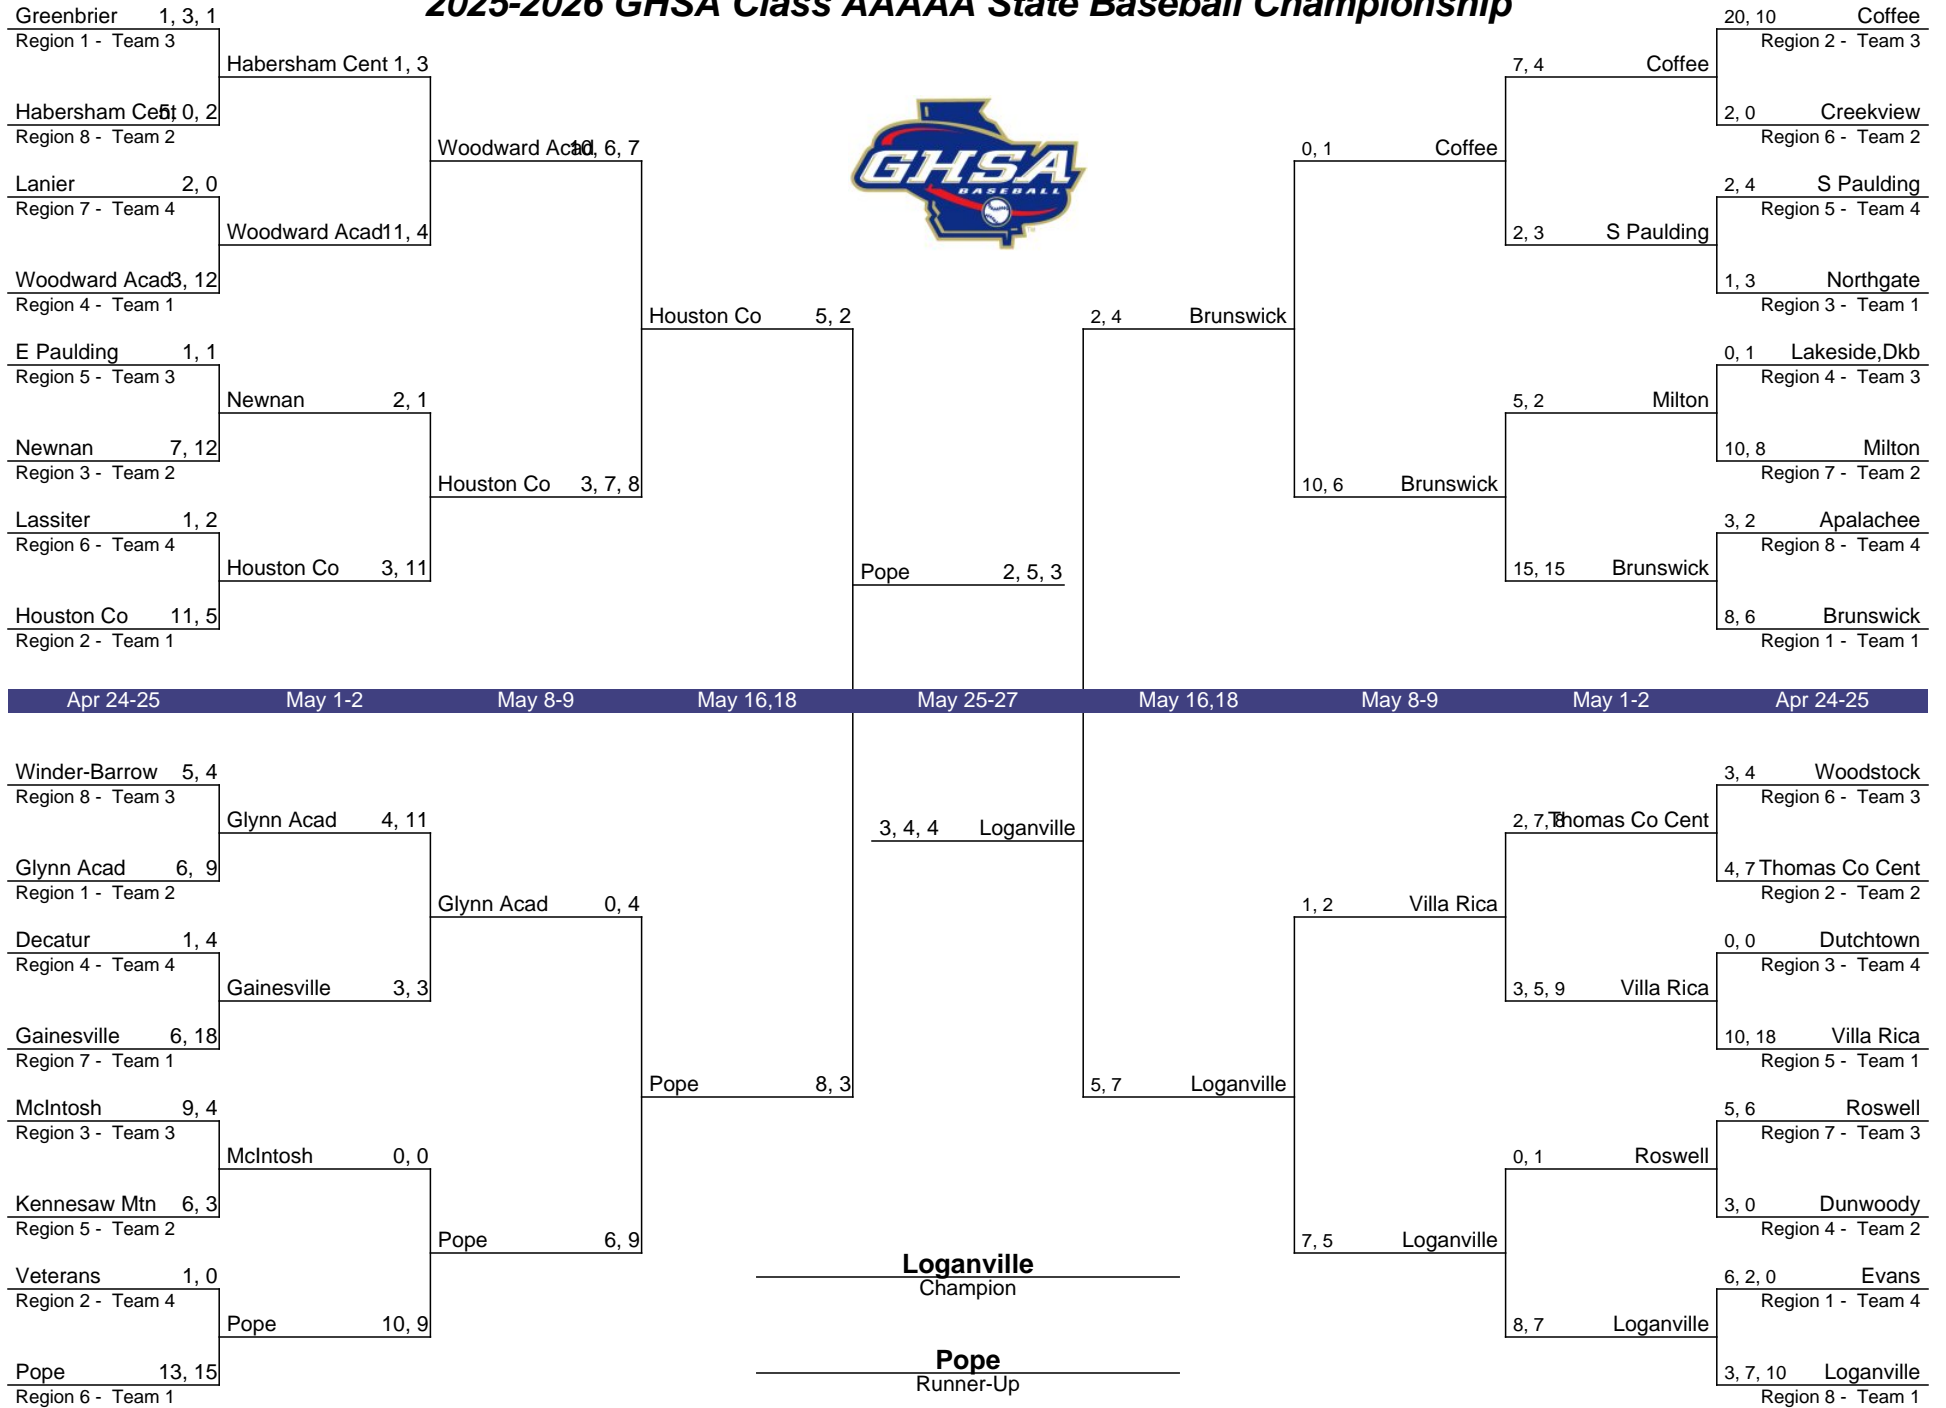 2025-2026 GHSA Class AAAAA State Baseball Championship
Greenbrier 1, 3, 1
Region 1 - Team 3
Habersham Cent 5, 0, 2
Region 8 - Team 2
Lanier 2, 0
Region 7 - Team 4
Woodward Acad 3, 12
Region 4 - Team 1
E Paulding 1, 1
Region 5 - Team 3
Newnan 7, 12
Region 3 - Team 2
Lassiter 1, 2
Region 6 - Team 4
Houston Co 11, 5
Region 2 - Team 1
Habersham Cent 1, 3
Woodward Acad 11, 4
Newnan 2, 1
Houston Co 3, 11
Woodward Acad 10, 6, 7
Houston Co 3, 7, 8
Houston Co 5, 2
Pope 2, 5, 3
GHSA
BASEBALL
™
2, 4 Brunswick
0, 1 Coffee
10, 6 Brunswick
7, 4 Coffee
2, 3 S Paulding
5, 2 Milton
15, 15 Brunswick
20, 10 Coffee
Region 2 - Team 3
2, 0 Creekview
Region 6 - Team 2
2, 4 S Paulding
Region 5 - Team 4
1, 3 Northgate
Region 3 - Team 1
0, 1 Lakeside,Dkb
Region 4 - Team 3
10, 8 Milton
Region 7 - Team 2
3, 2 Apalachee
Region 8 - Team 4
8, 6 Brunswick
Region 1 - Team 1
Apr 24-25 May 1-2 May 8-9 May 16,18 May 25-27 May 16,18 May 8-9 May 1-2 Apr 24-25
Winder-Barrow 5, 4
Region 8 - Team 3
Glynn Acad 6, 9
Region 1 - Team 2
Decatur 1, 4
Region 4 - Team 4
Gainesville 6, 18
Region 7 - Team 1
McIntosh 9, 4
Region 3 - Team 3
Kennesaw Mtn 6, 3
Region 5 - Team 2
Veterans 1, 0
Region 2 - Team 4
Pope 13, 15
Region 6 - Team 1
Glynn Acad 4, 11
Gainesville 3, 3
McIntosh 0, 0
Pope 10, 9
Glynn Acad 0, 4
Pope 6, 9
Pope 8, 3
3, 4, 4 Loganville
5, 7 Loganville
1, 2 Villa Rica
7, 5 Loganville
2, 7, 8 Thomas Co Cent
3, 5, 9 Villa Rica
0, 1 Roswell
8, 7 Loganville
3, 4 Woodstock
Region 6 - Team 3
4, 7 Thomas Co Cent
Region 2 - Team 2
0, 0 Dutchtown
Region 3 - Team 4
10, 18 Villa Rica
Region 5 - Team 1
5, 6 Roswell
Region 7 - Team 3
3, 0 Dunwoody
Region 4 - Team 2
6, 2, 0 Evans
Region 1 - Team 4
3, 7, 10 Loganville
Region 8 - Team 1
Loganville
Champion
Pope
Runner-Up